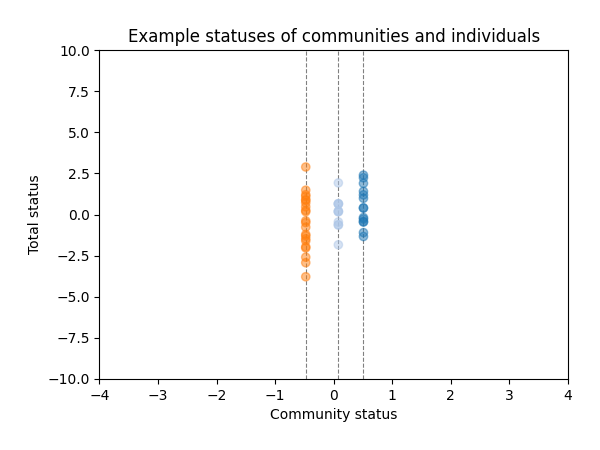 Example statuses of communities and individuals
10.0
7.5
5.0
2.5
0.0
−2.5
−5.0
−7.5
−10.0
Total status
−4 −3 −2 −1 0 1 2 3 4
Community status